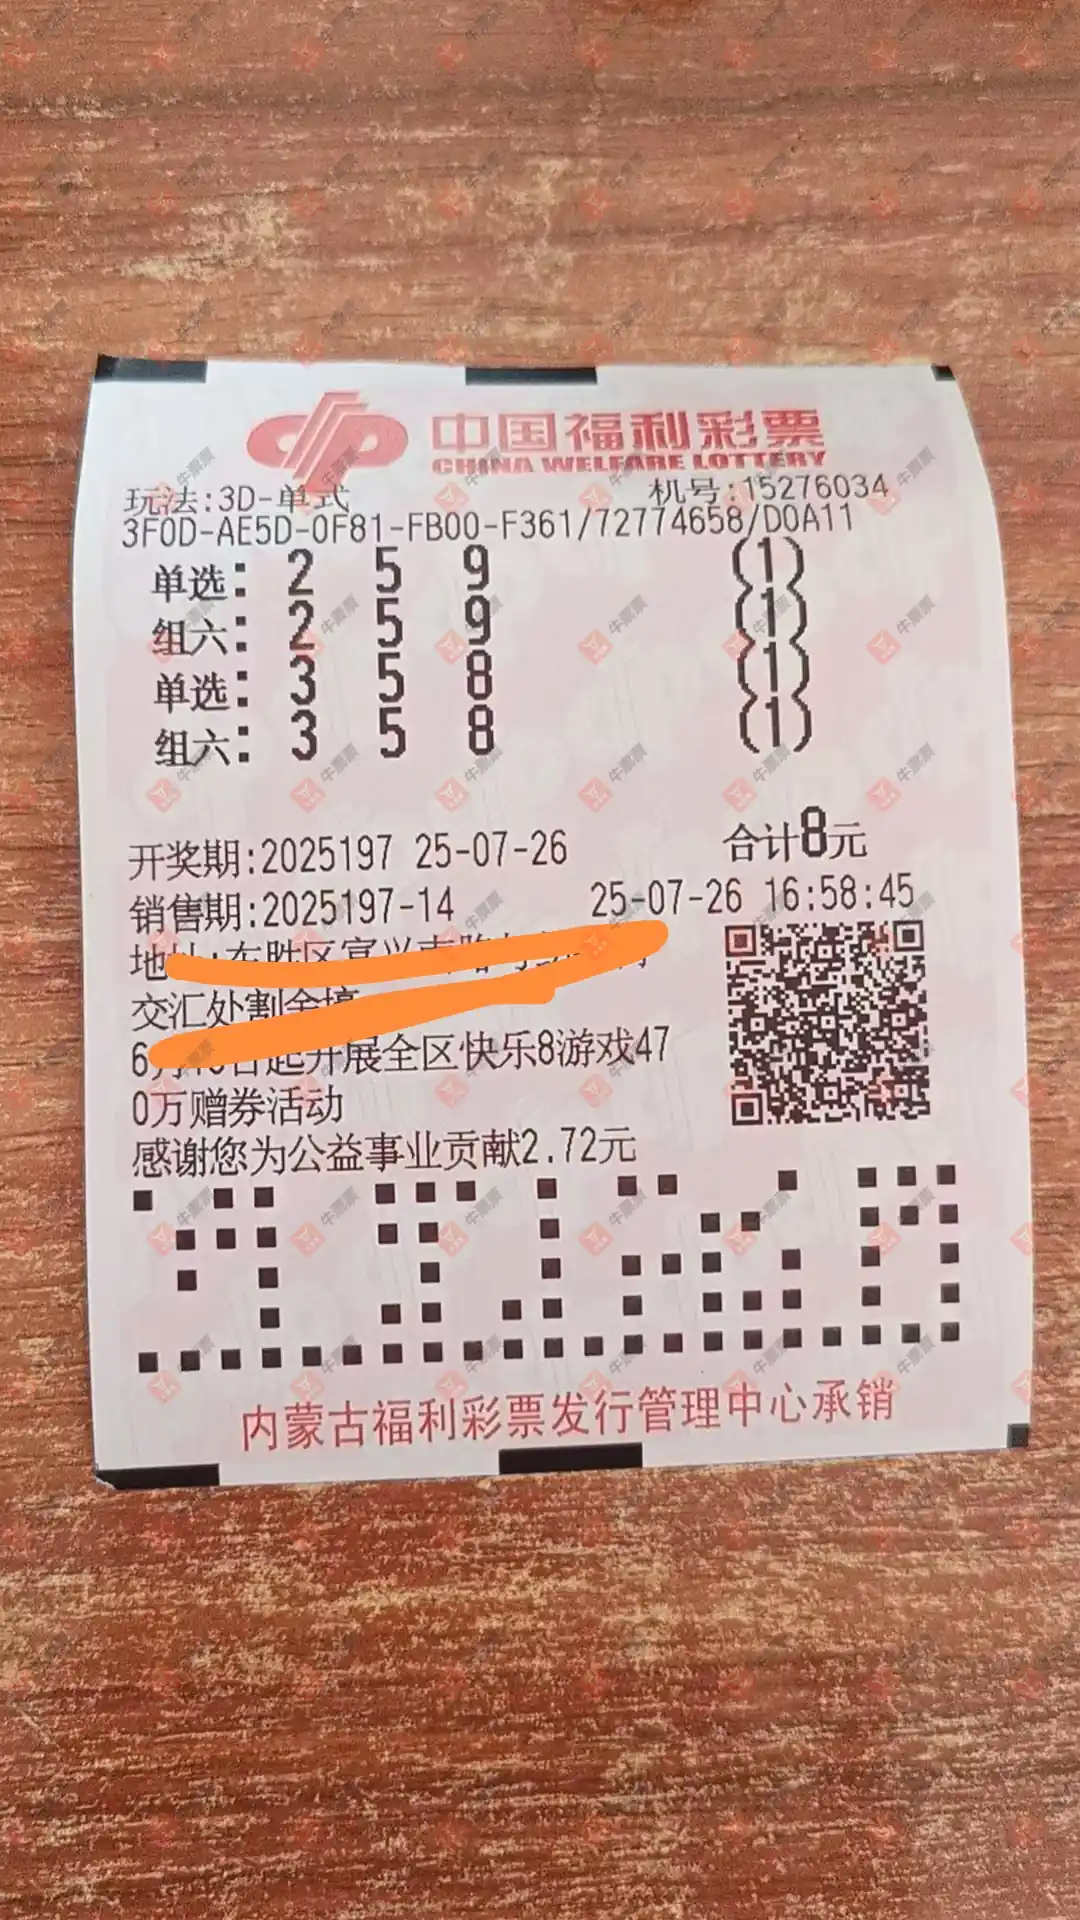 中国福利彩票
CHINA WELFARE LOTTERY
玩法:3D-单式 机号:15276034
3F0D-AE5D-0F81-FB00-F361/72774658/D0A11
单选: 2 5 9 (1)
组六: 2 5 9 (1)
单选: 3 5 8 (1)
组六: 3 5 8 (1)
开奖期:2025197 25-07-26 合计8元
销售期:2025197-14 25-07-26 16:58:45
地
交汇处
6 起开展全区快乐8游戏47
0万赠券活动
感谢您为公益事业贡献2.72元
内蒙古福利彩票发行管理中心承销
牛票票